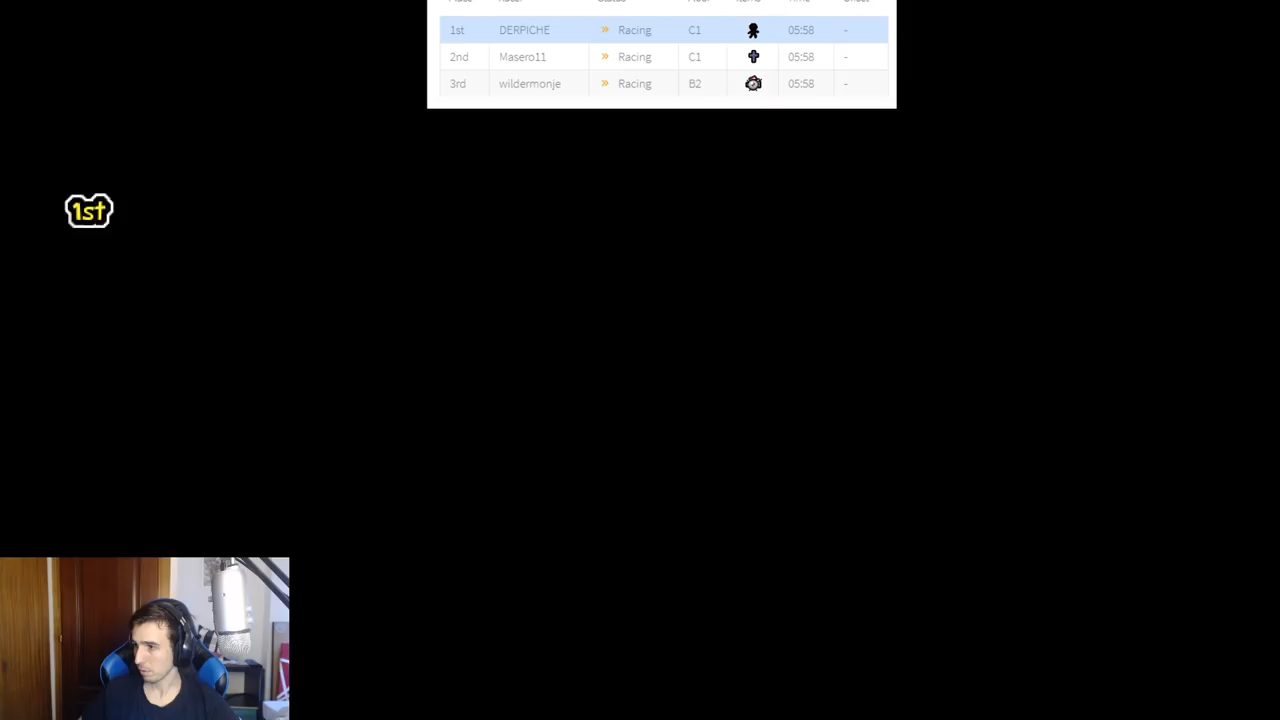 1st DERPICHE » Racing C1 05:58 -
2nd Masero11 » Racing C1 05:58 -
3rd wildermonje » Racing B2 05:58 -
1st